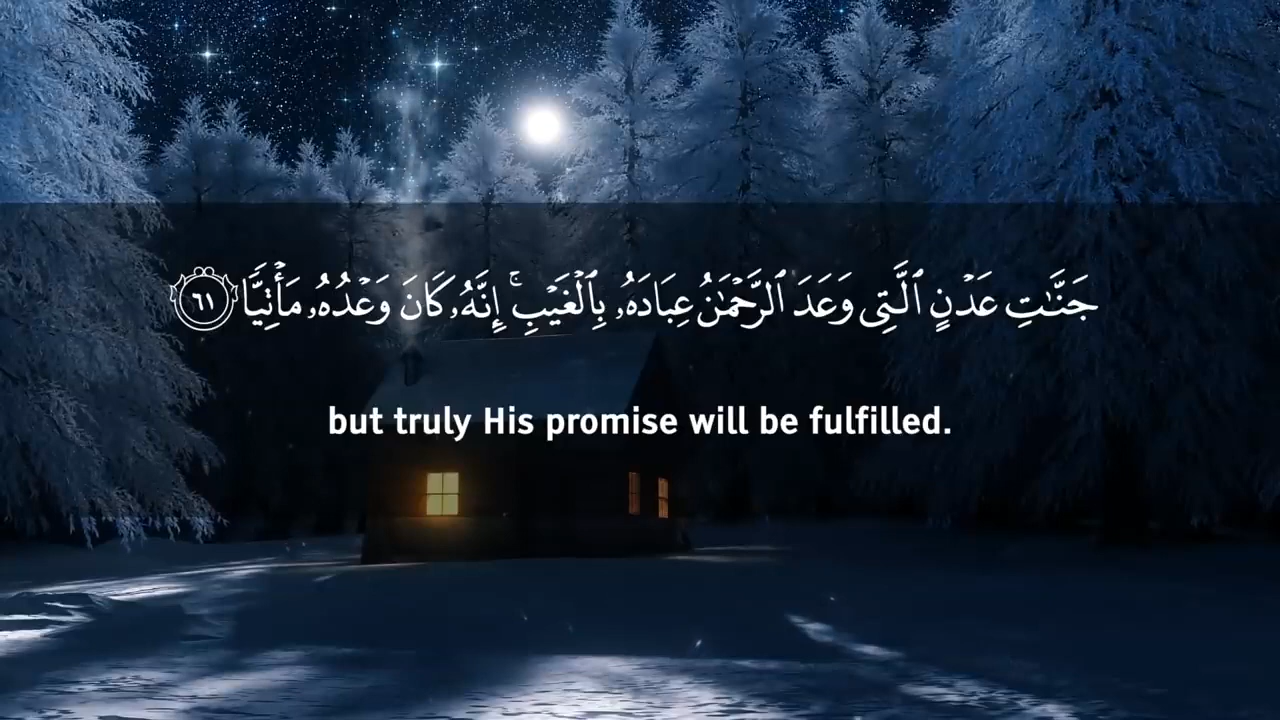 جَنَّـٰتِ عَدْنٍ ٱلَّتِى وَعَدَ ٱلرَّحْمَـٰنُ عِبَادَهُۥ بِٱلْغَيْبِ ۚ إِنَّهُۥ كَانَ وَعْدُهُۥ مَأْتِيًّا ٦١
but truly His promise will be fulfilled.